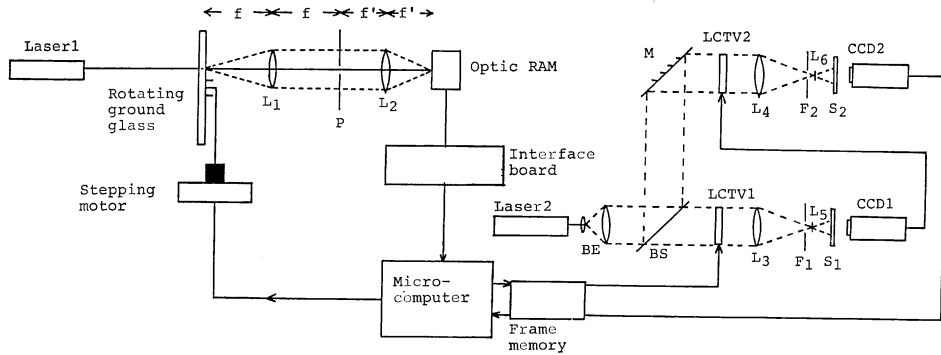 f f f' f'
Laser1
Rotating
ground
glass
L1
P
L2
Optic RAM
Stepping
motor
Interface
board
Micro-
computer
Frame
memory
Laser2
BE
BS
M
LCTV2
L4
F2
L6
S2
CCD2
LCTV1
L3
F1
L5
S1
CCD1